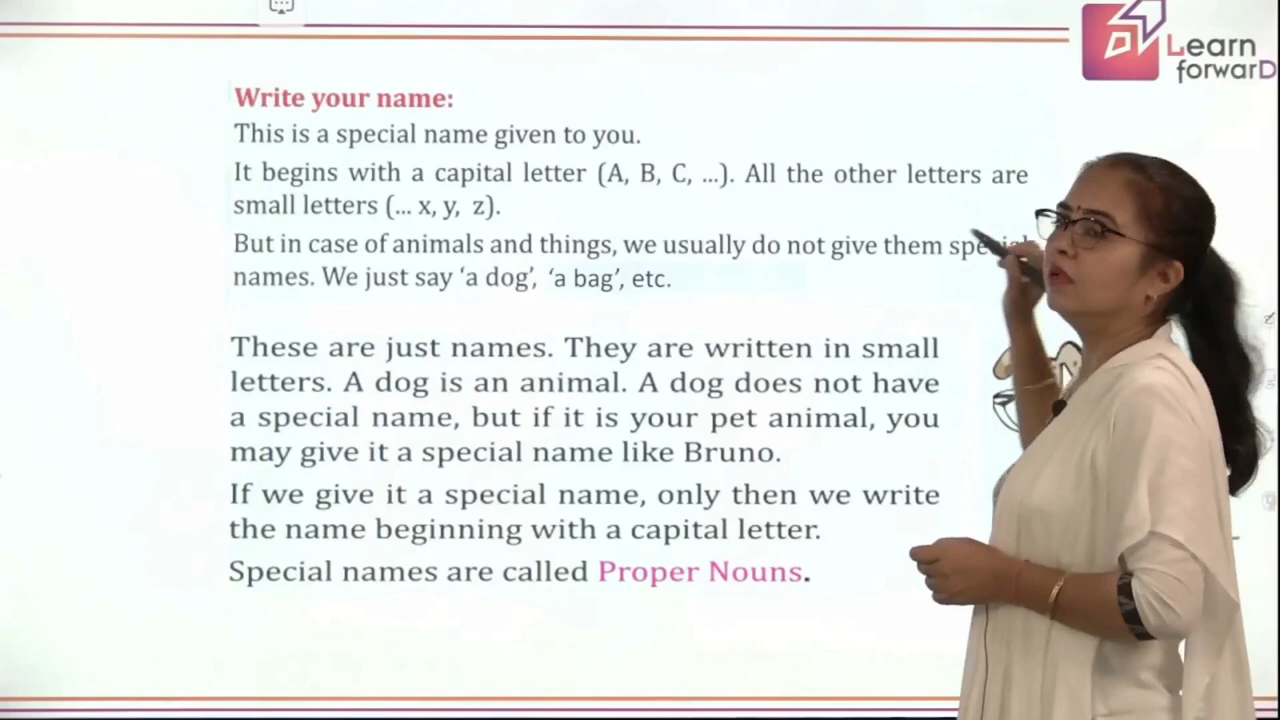 Learn
forwarD
Write your name:
This is a special name given to you.
It begins with a capital letter (A, B, C, ...). All the other letters are
small letters (... x, y, z).
But in case of animals and things, we usually do not give them special
names. We just say ‘a dog’, ‘a bag’, etc.
These are just names. They are written in small
letters. A dog is an animal. A dog does not have
a special name, but if it is your pet animal, you
may give it a special name like Bruno.
If we give it a special name, only then we write
the name beginning with a capital letter.
Special names are called Proper Nouns.